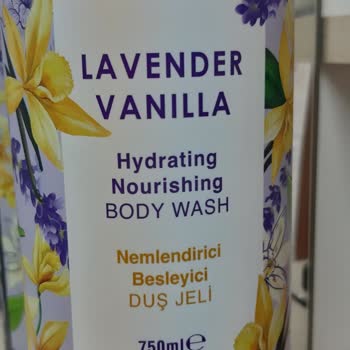 LAVENDER
VANILLA
Hydrating
Nourishing
BODY WASH
Nemlendirici
Besleyici
DUŞ JELİ
750ml℮